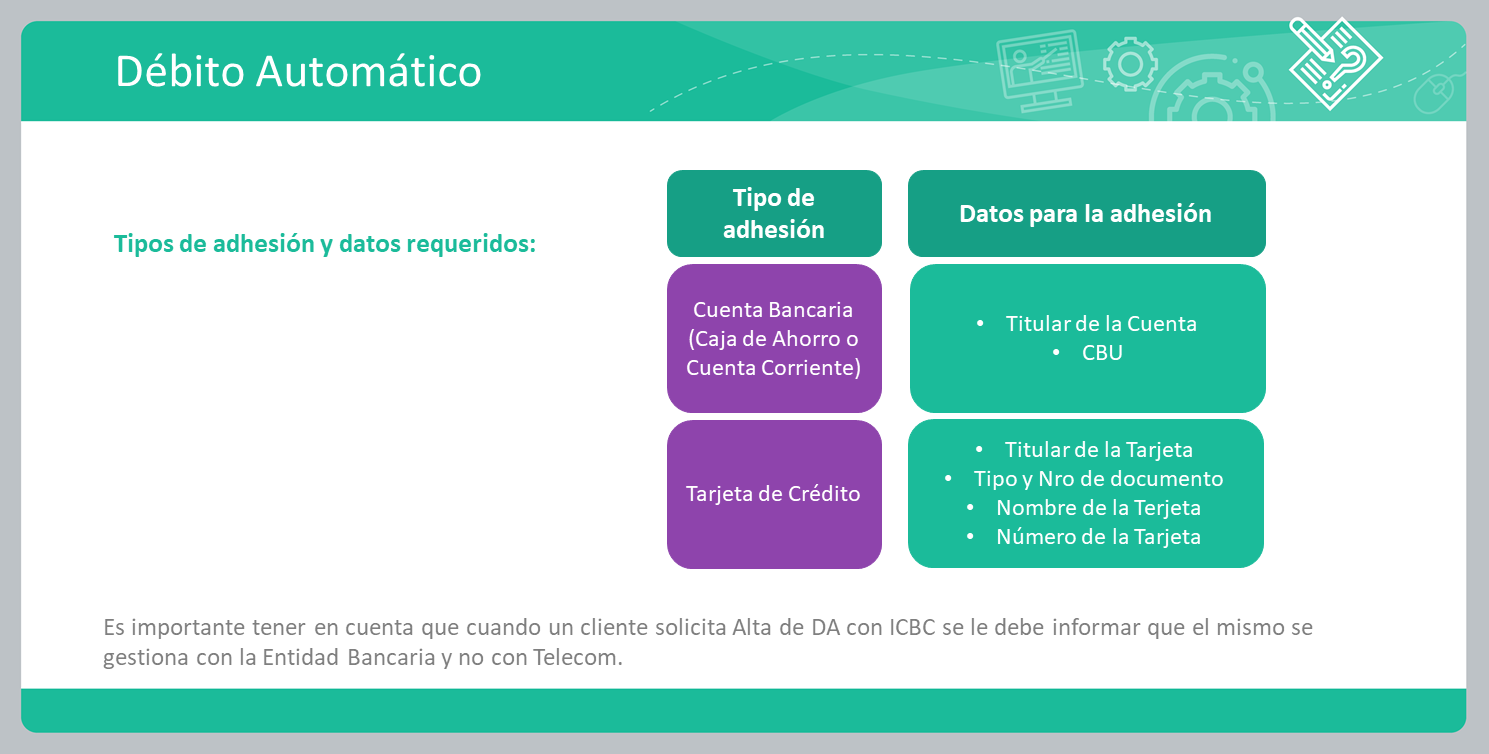 Débito Automático
Tipos de adhesión y datos requeridos:
Tipo de
adhesión
Datos para la adhesión
Cuenta Bancaria
(Caja de Ahorro o
Cuenta Corriente)
• Titular de la Cuenta
• CBU
Tarjeta de Crédito
• Titular de la Tarjeta
• Tipo y Nro de documento
• Nombre de la Terjeta
• Número de la Tarjeta
Es importante tener en cuenta que cuando un cliente solicita Alta de DA con ICBC se le debe informar que el mismo se
gestiona con la Entidad Bancaria y no con Telecom.